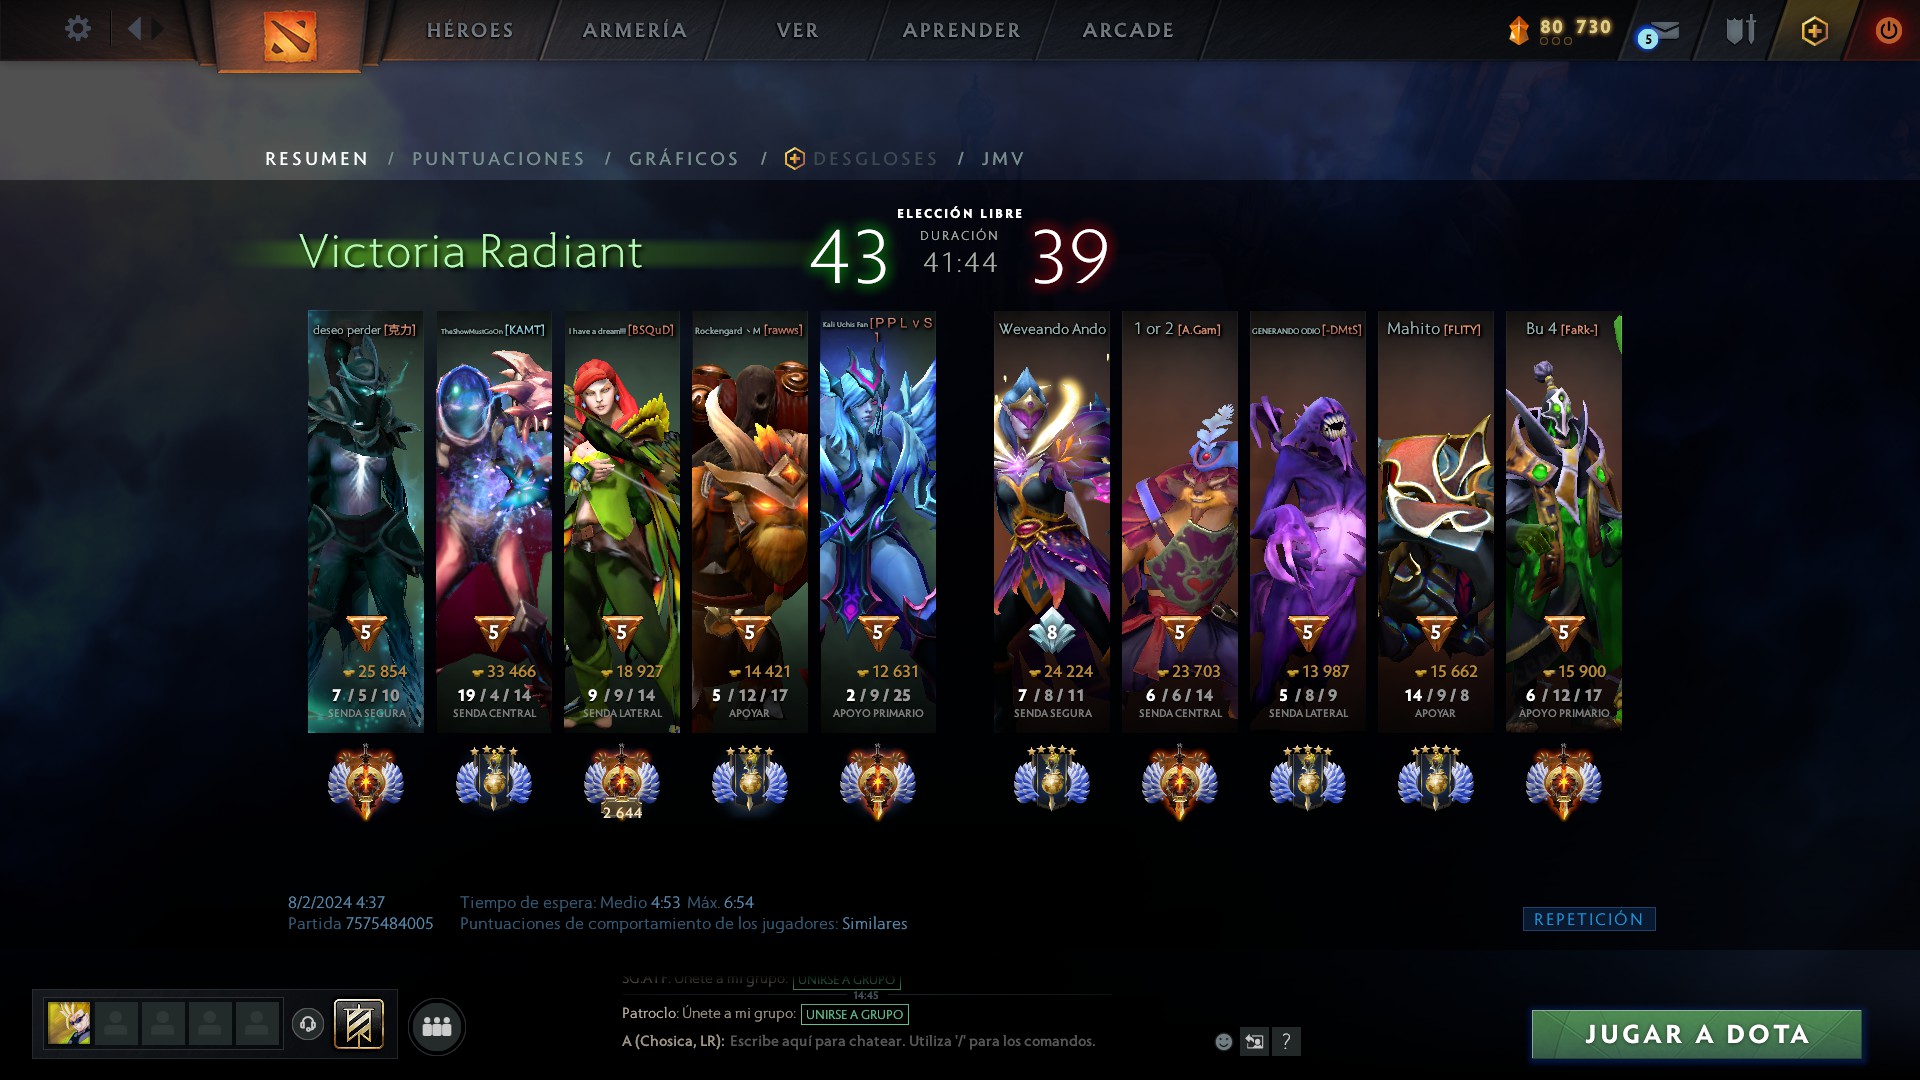 HÉROES
ARMERÍA
VER
APRENDER
ARCADE
80 730
5
RESUMEN / PUNTUACIONES / GRÁFICOS / DESGLOSES / JMV
ELECCIÓN LIBRE
Victoria Radiant
43
DURACIÓN
41:44
39
deseo perder [克力]
5
25 854
7 / 5 / 10
SENDA SEGURA
TheShowMustGoOn [KAMT]
5
33 466
19 / 4 / 14
SENDA CENTRAL
I have a dream!!! [BSQuD]
5
18 927
9 / 9 / 14
SENDA LATERAL
2 644
Rockengard ヽM [rawws]
5
14 421
5 / 12 / 17
APOYAR
Kali Uchis Fan [P P L v S
1]
5
12 631
2 / 9 / 25
APOYO PRIMARIO
Weveando Ando
8
24 224
7 / 8 / 11
SENDA SEGURA
1 or 2 [A.Gam]
5
23 703
6 / 6 / 14
SENDA CENTRAL
GENERANDO ODIO [-DMtS]
5
13 987
5 / 8 / 9
SENDA LATERAL
Mahito [FLITY]
5
15 662
14 / 9 / 8
APOYAR
Bu 4 [FaRk-]
5
15 900
6 / 12 / 17
APOYO PRIMARIO
8/2/2024 4:37
Partida 7575484005
Tiempo de espera: Medio 4:53 Máx. 6:54
Puntuaciones de comportamiento de los jugadores: Similares
REPETICIÓN
Únete a mi grupo: UNIRSE A GRUPO
14:45
Patroclo: Únete a mi grupo: UNIRSE A GRUPO
A (Chosica, LR): Escribe aquí para chatear. Utiliza '/' para los comandos.
?
JUGAR A DOTA